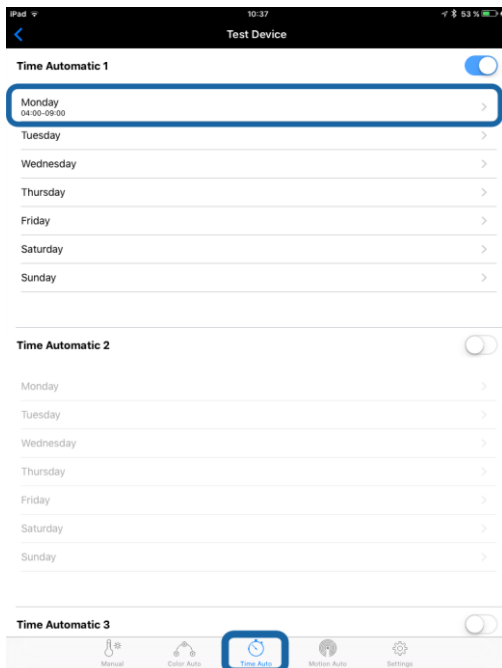 iPad 10:37 53 %
Test Device
Time Automatic 1
Monday
04:00-09:00
Tuesday
Wednesday
Thursday
Friday
Saturday
Sunday
Time Automatic 2
Monday
Tuesday
Wednesday
Thursday
Friday
Saturday
Sunday
Time Automatic 3
Manual Color Auto Time Auto Motion Auto Settings